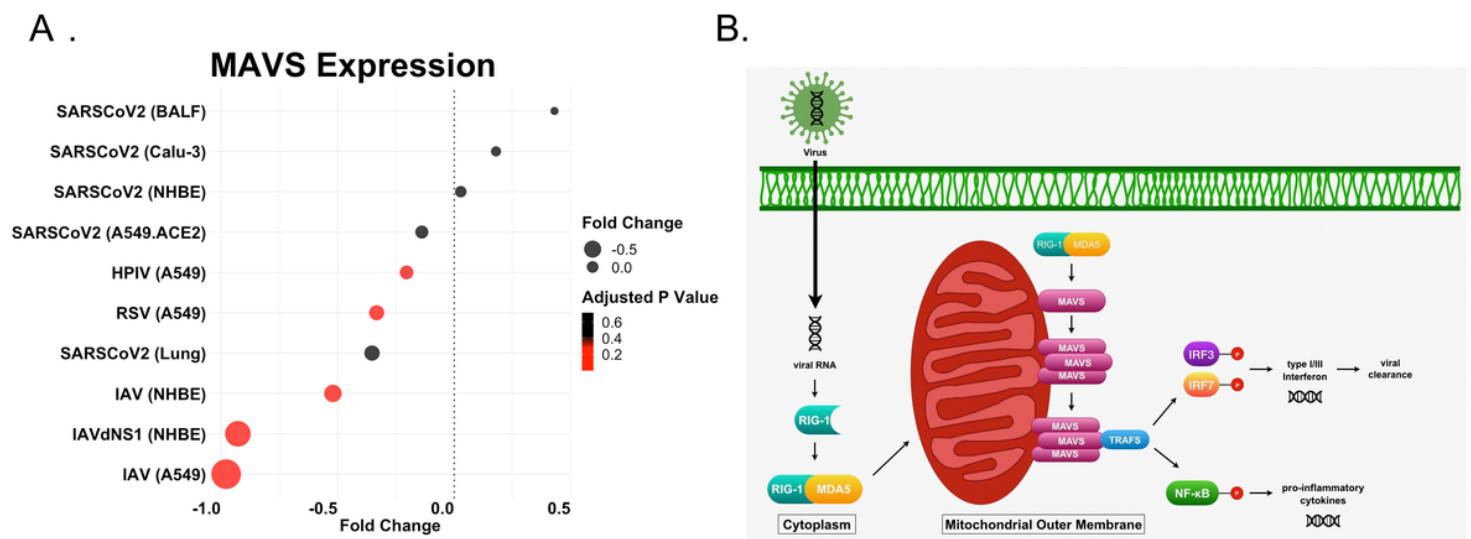 A .
MAVS Expression
SARSCoV2 (BALF)
SARSCoV2 (Calu-3)
SARSCoV2 (NHBE)
SARSCoV2 (A549.ACE2)
HPIV (A549)
RSV (A549)
SARSCoV2 (Lung)
IAV (NHBE)
IAVdNS1 (NHBE)
IAV (A549)
-1.0 -0.5 0.0 0.5
Fold Change
Fold Change
-0.5
0.0
Adjusted P Value
0.6
0.4
0.2
B.
Virus
viral RNA
RIG-1
RIG-1 MDA5
Cytoplasm
RIG-1 MDA5
MAVS
MAVS
MAVS
MAVS
MAVS
MAVS
MAVS
TRAFS
Mitochondrial Outer Membrane
IRF3 P
IRF7 P
type I/III
Interferon
viral
clearance
NF-κB P
pro-inflammatory
cytokines